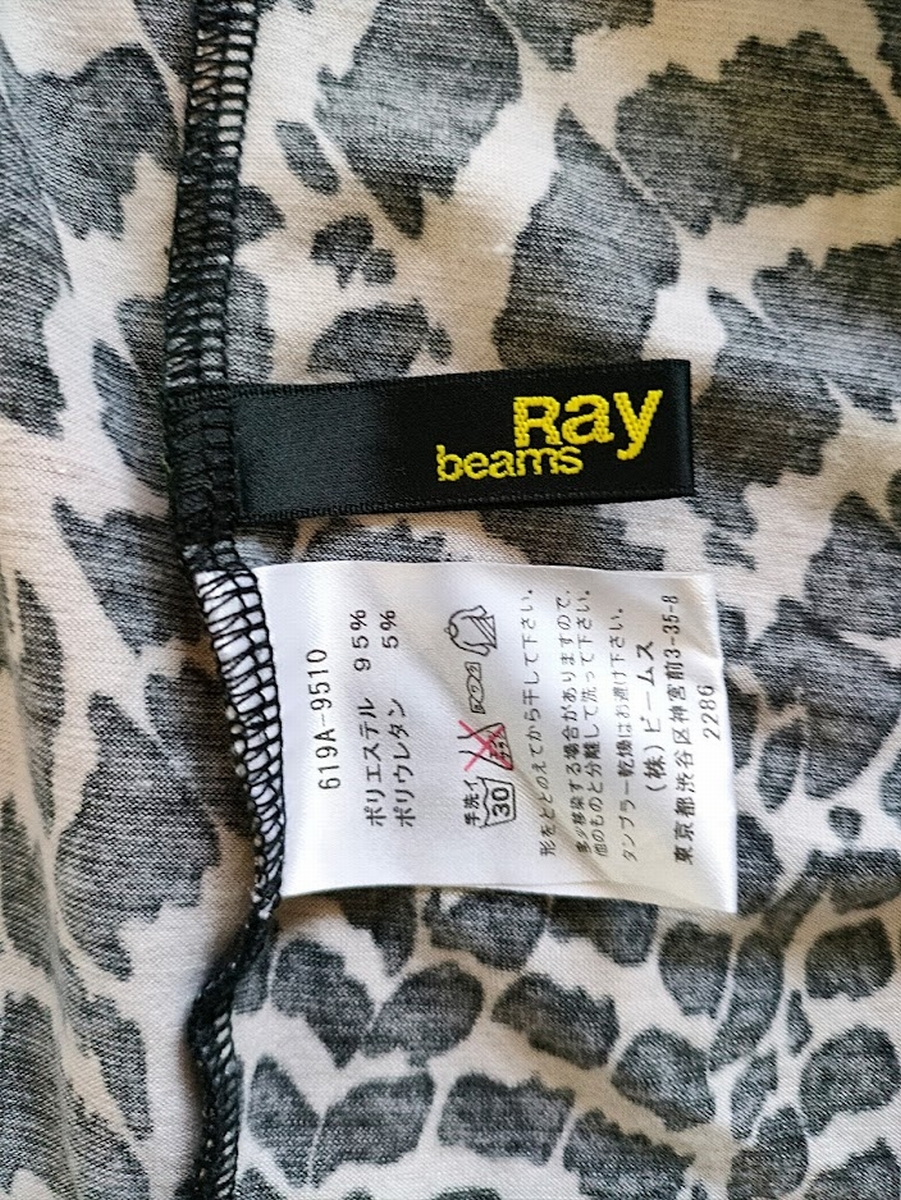 Ray
beams
619A-9510
ポリエステル 95%
ポリウレタン 5%
手洗イ
30
形をととのえてから干して下さい。
多少移染する場合がありますので、
他のものと分離して洗って下さい。
タンブラー乾燥はお避け下さい。
(株)ビームス
東京都渋谷区神宮前3-35-8
2286